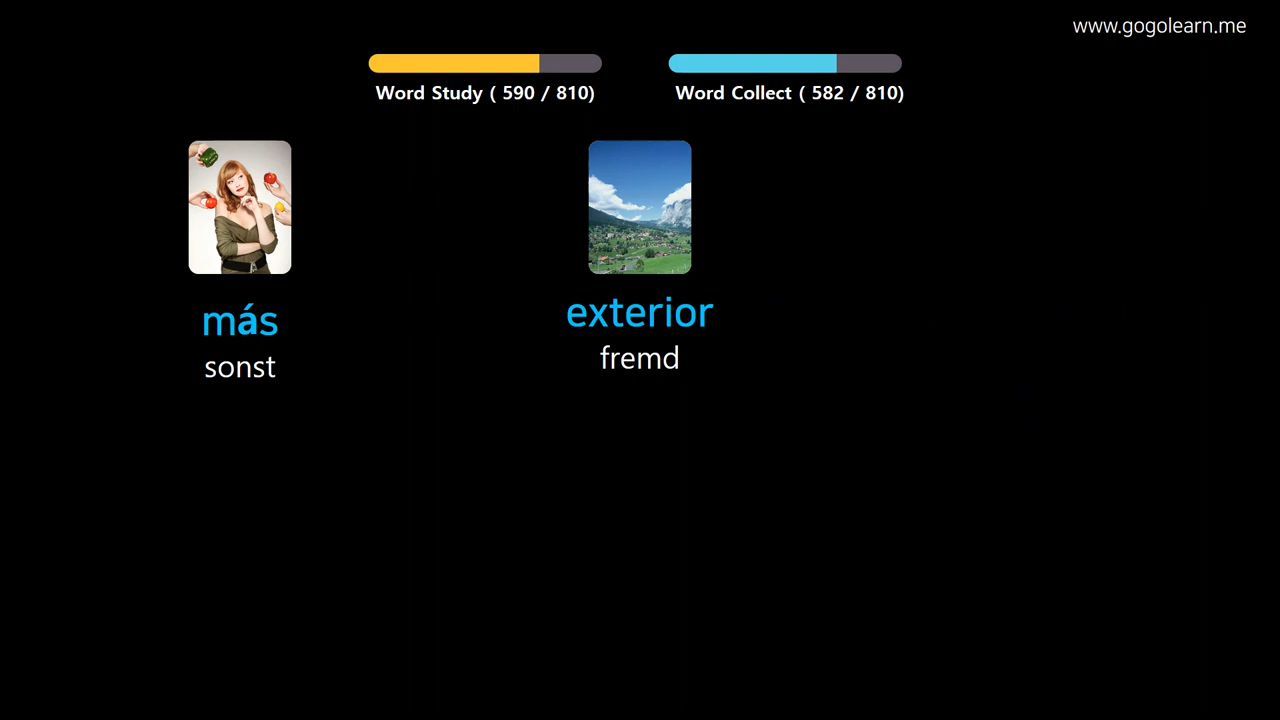 www.gogolearn.me
Word Study ( 590 / 810)
Word Collect ( 582 / 810)
más
sonst
exterior
fremd